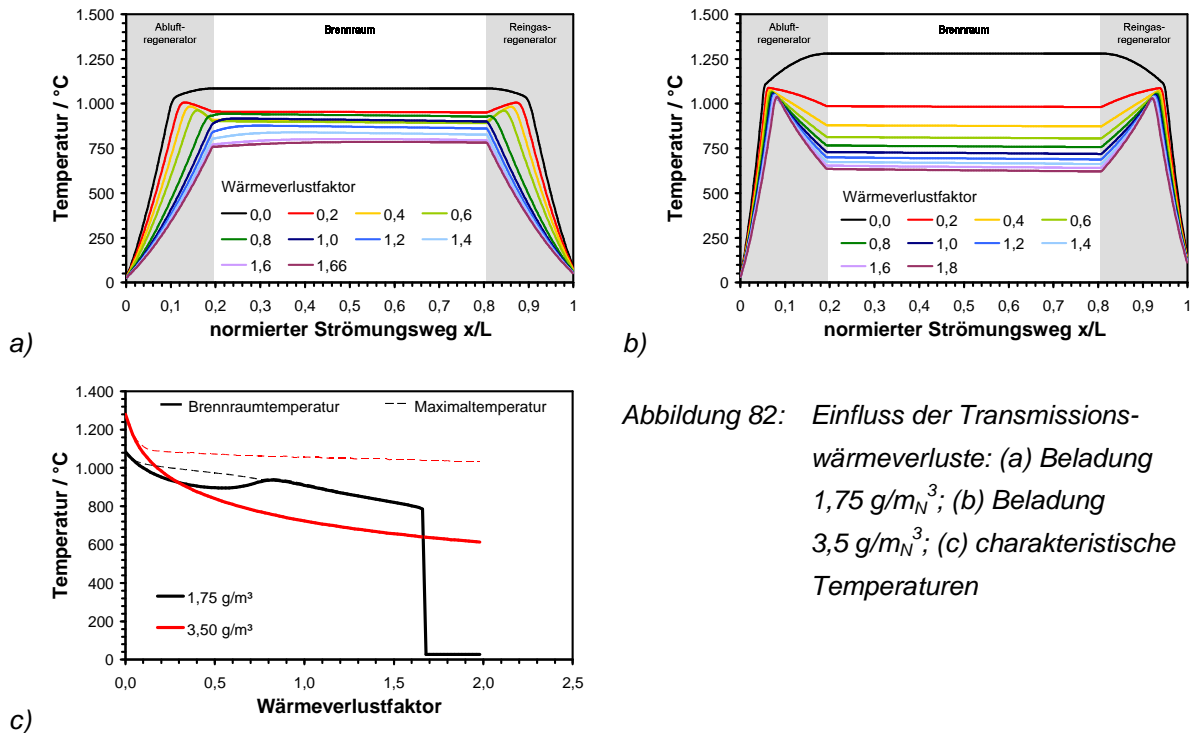 1.500
1.250
1.000
750
500
250
0
Temperatur / °C
Abluft-
regenerator
Brennraum
Reingas-
regenerator
Wärmeverlustfaktor
0,0 0,2 0,4 0,6
0,8 1,0 1,2 1,4
1,6 1,66
0 0,1 0,2 0,3 0,4 0,5 0,6 0,7 0,8 0,9 1
normierter Strömungsweg x/L
a)
1.500
1.250
1.000
750
500
250
0
Temperatur / °C
Abluft-
regenerator
Brennraum
Reingas-
regenerator
Wärmeverlustfaktor
0,0 0,2 0,4 0,6
0,8 1,0 1,2 1,4
1,6 1,8
0 0,1 0,2 0,3 0,4 0,5 0,6 0,7 0,8 0,9 1
normierter Strömungsweg x/L
b)
1.400
1.200
1.000
800
600
400
200
0
Temperatur / °C
Brennraumtemperatur Maximaltemperatur
1,75 g/m³
3,50 g/m³
0,0 0,5 1,0 1,5 2,0 2,5
Wärmeverlustfaktor
c)
Abbildung 82: Einfluss der Transmissions-
wärmeverluste: (a) Beladung
1,75 g/mN³; (b) Beladung
3,5 g/mN³; (c) charakteristische
Temperaturen